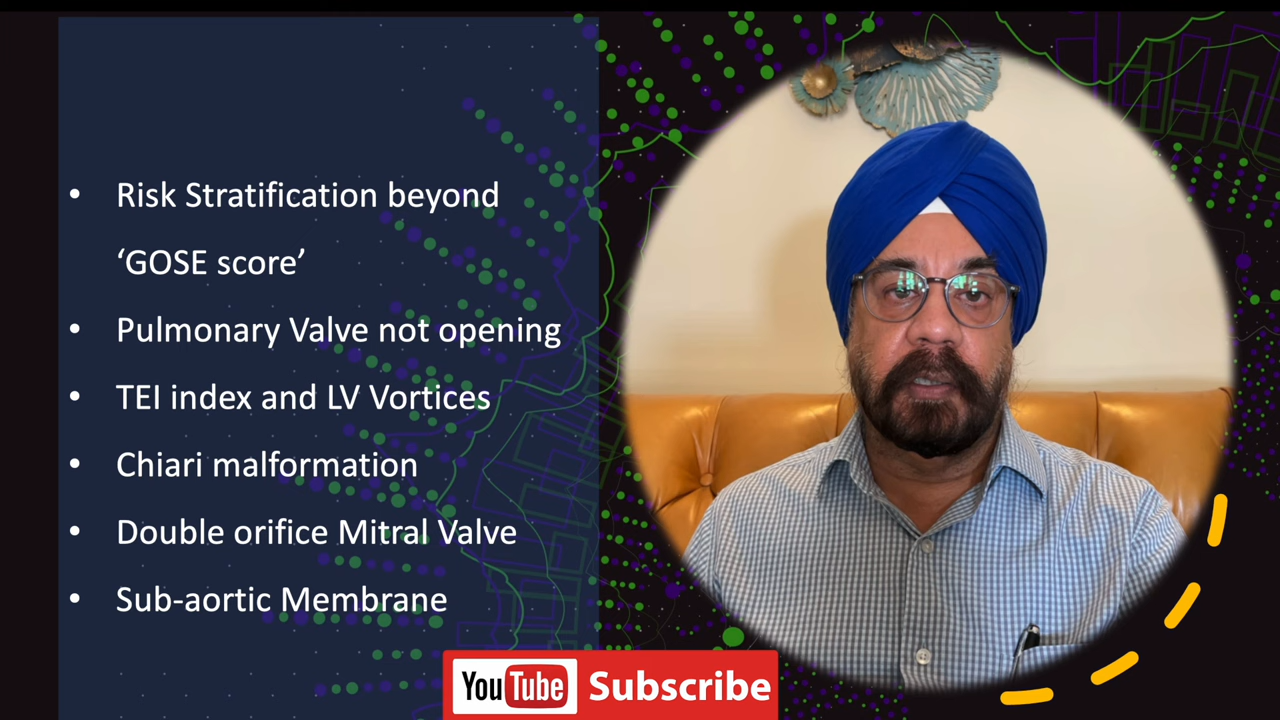 • Risk Stratification beyond
‘GOSE score’
• Pulmonary Valve not opening
• TEI index and LV Vortices
• Chiari malformation
• Double orifice Mitral Valve
• Sub-aortic Membrane
YouTube Subscribe